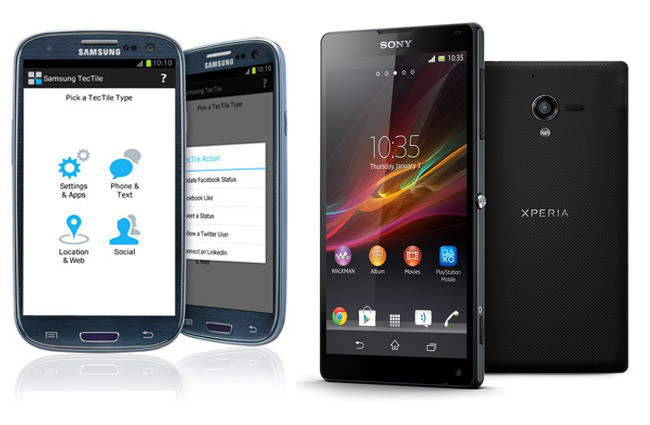 SAMSUNG
10:10
Samsung TecTile
?
Pick a TecTile Type
Settings
& Apps
Phone &
Text
Location
& Web
Social
SAMSUNG
10:10
Samsung TecTile
?
Pick a TecTile Type
TecTile Action
Update Facebook Status
Facebook Like
Tweet a Status
Follow a Twitter User
Connect on LinkedIn
& Web
SONY
10:35
10:35
Thursday, January 3
WALKMAN
Album
Movies
PlayStation
Mobile
XPERIA